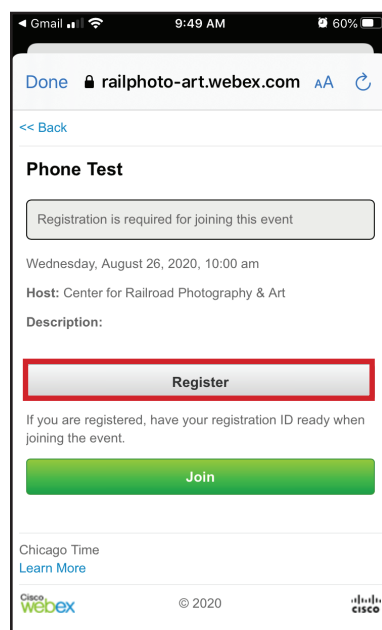 ◀ Gmail 9:49 AM 60%
Done railphoto-art.webex.com AA
<< Back
Phone Test
Registration is required for joining this event
Wednesday, August 26, 2020, 10:00 am
Host: Center for Railroad Photography & Art
Description:
Register
If you are registered, have your registration ID ready when
joining the event.
Join
Chicago Time
Learn More
Cisco
webex © 2020 cisco